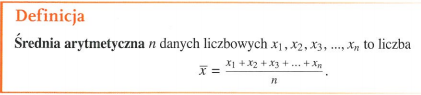 Definicja
Średnia arytmetyczna n danych liczbowych x₁, x₂, x₃, ..., xₙ to liczba
x̄ = (x₁ + x₂ + x₃ + ... + xₙ) / n .